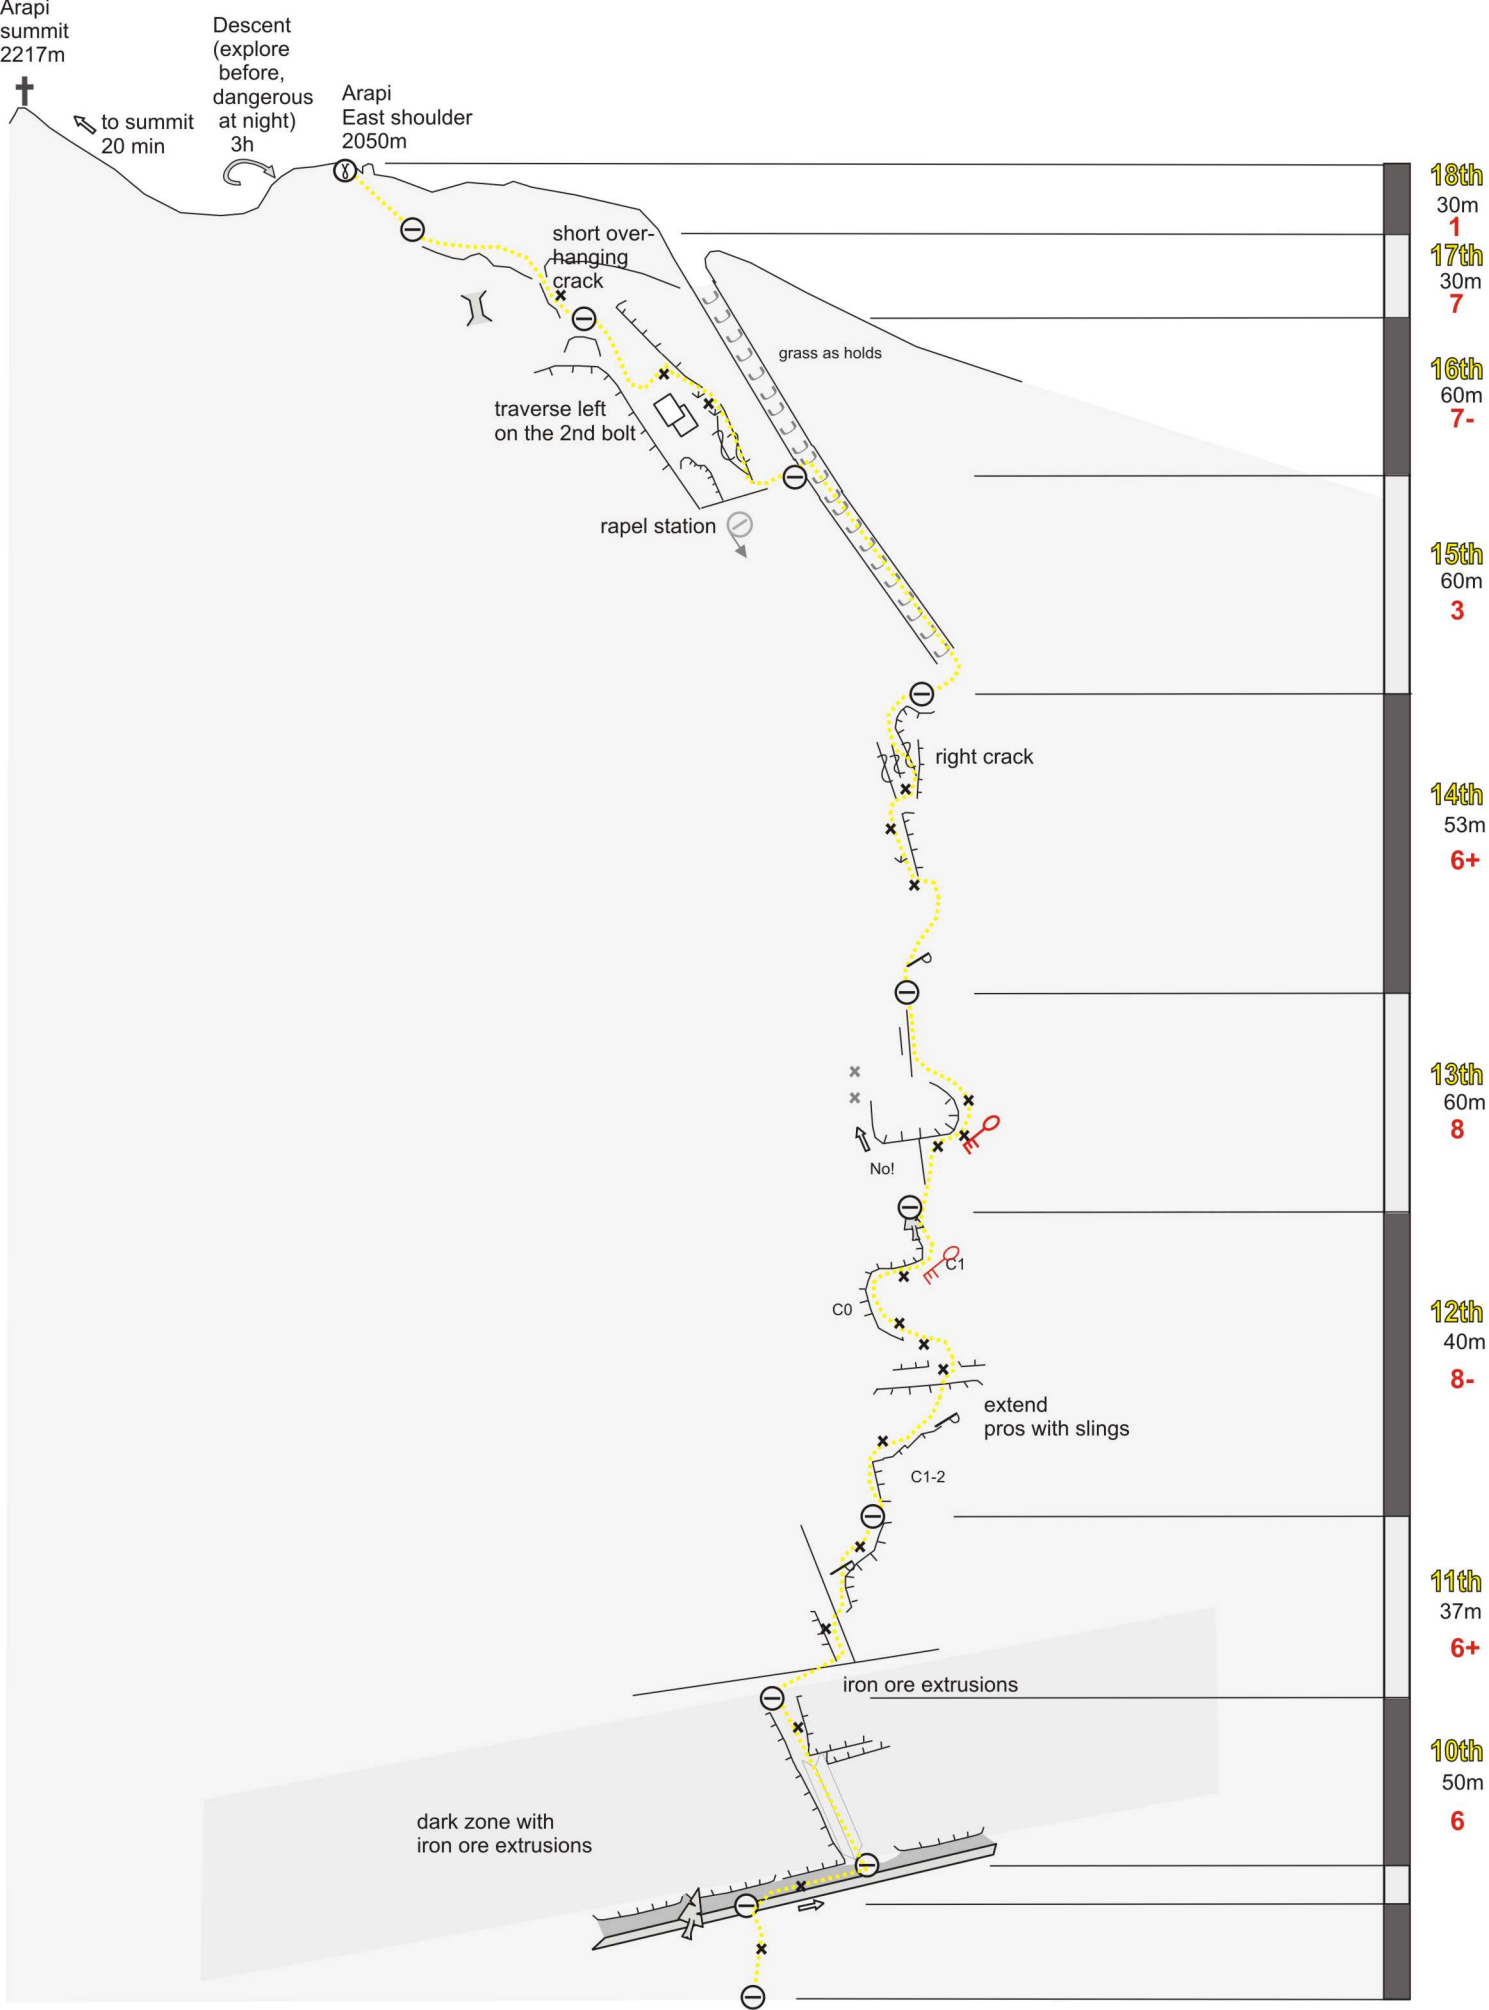 Arapi
summit
2217m
Descent
(explore
before,
dangerous
at night)
3h
to summit
20 min
Arapi
East shoulder
2050m
18th
30m
1
short over-
hanging
crack
17th
30m
7
grass as holds
16th
60m
7-
traverse left
on the 2nd bolt
rapel station
15th
60m
3
right crack
14th
53m
6+
13th
60m
8
No!
C1
C0
12th
40m
8-
extend
pros with slings
C1-2
11th
37m
6+
iron ore extrusions
10th
50m
6
dark zone with
iron ore extrusions